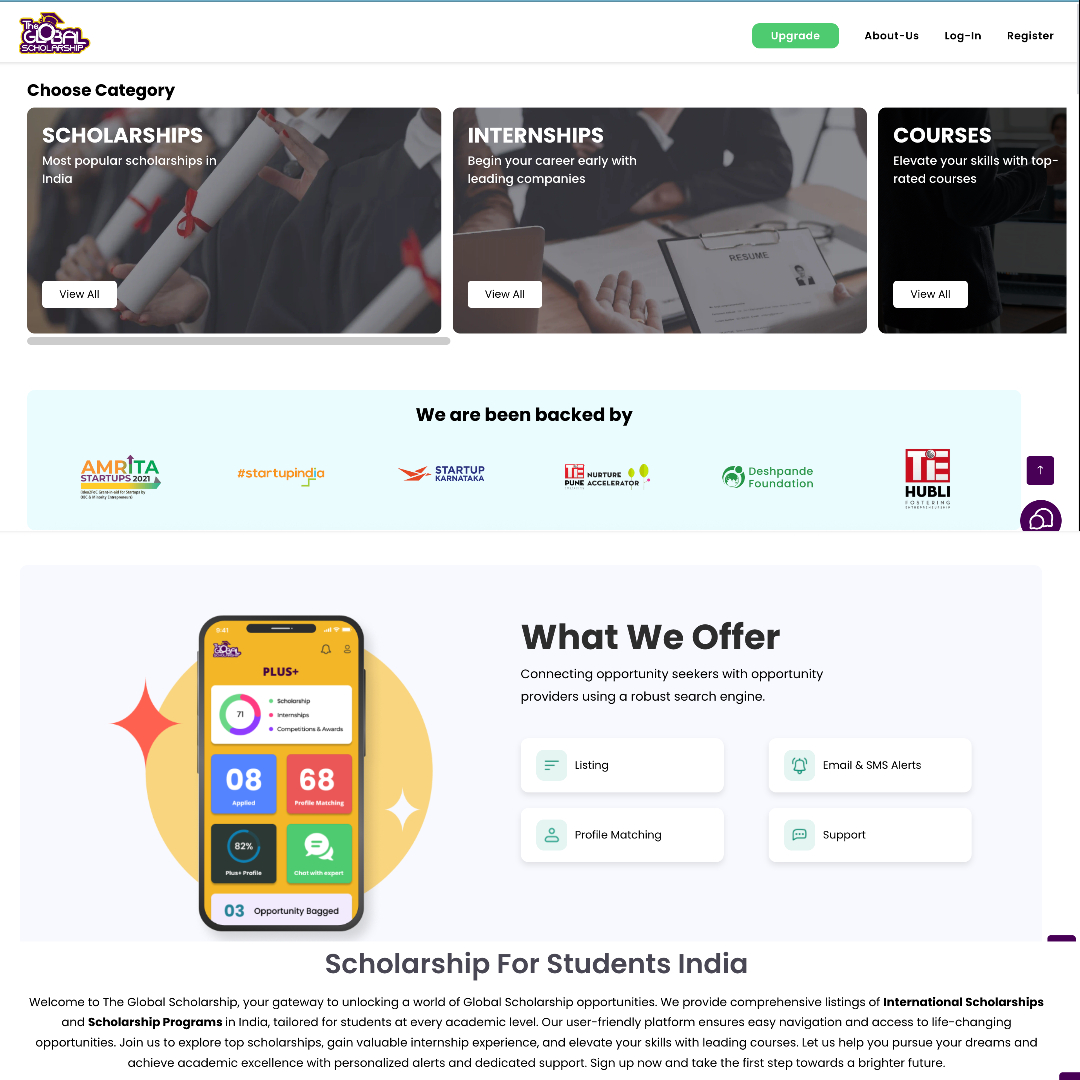 The
GLOBAL
SCHOLARSHIP
Upgrade
About-Us
Log-In
Register
Choose Category
SCHOLARSHIPS
Most popular scholarships in
India
View All
INTERNSHIPS
Begin your career early with
leading companies
RESUME
View All
COURSES
Elevate your skills with top-
rated courses
View All
We are been backed by
AMRITA
STARTUPS 2021
#startupindia
STARTUP
KARNATAKA
TiE
PUNE
NURTURE
ACCELERATOR
Deshpande
Foundation
TiE
HUBLI
FOSTERING
ENTREPRENEURSHIP
9:41
GLOBAL
PLUS+
71
Scholarship
Internships
Competitions & Awards
08
Applied
68
Profile Matching
82%
Plus+ Profile
Chat with expert
03 Opportunity Bagged
What We Offer
Connecting opportunity seekers with opportunity
providers using a robust search engine.
Listing
Email & SMS Alerts
Profile Matching
Support
Scholarship For Students India
Welcome to The Global Scholarship, your gateway to unlocking a world of Global Scholarship opportunities. We provide comprehensive listings of International Scholarships
and Scholarship Programs in India, tailored for students at every academic level. Our user-friendly platform ensures easy navigation and access to life-changing
opportunities. Join us to explore top scholarships, gain valuable internship experience, and elevate your skills with leading courses. Let us help you pursue your dreams and
achieve academic excellence with personalized alerts and dedicated support. Sign up now and take the first step towards a brighter future.